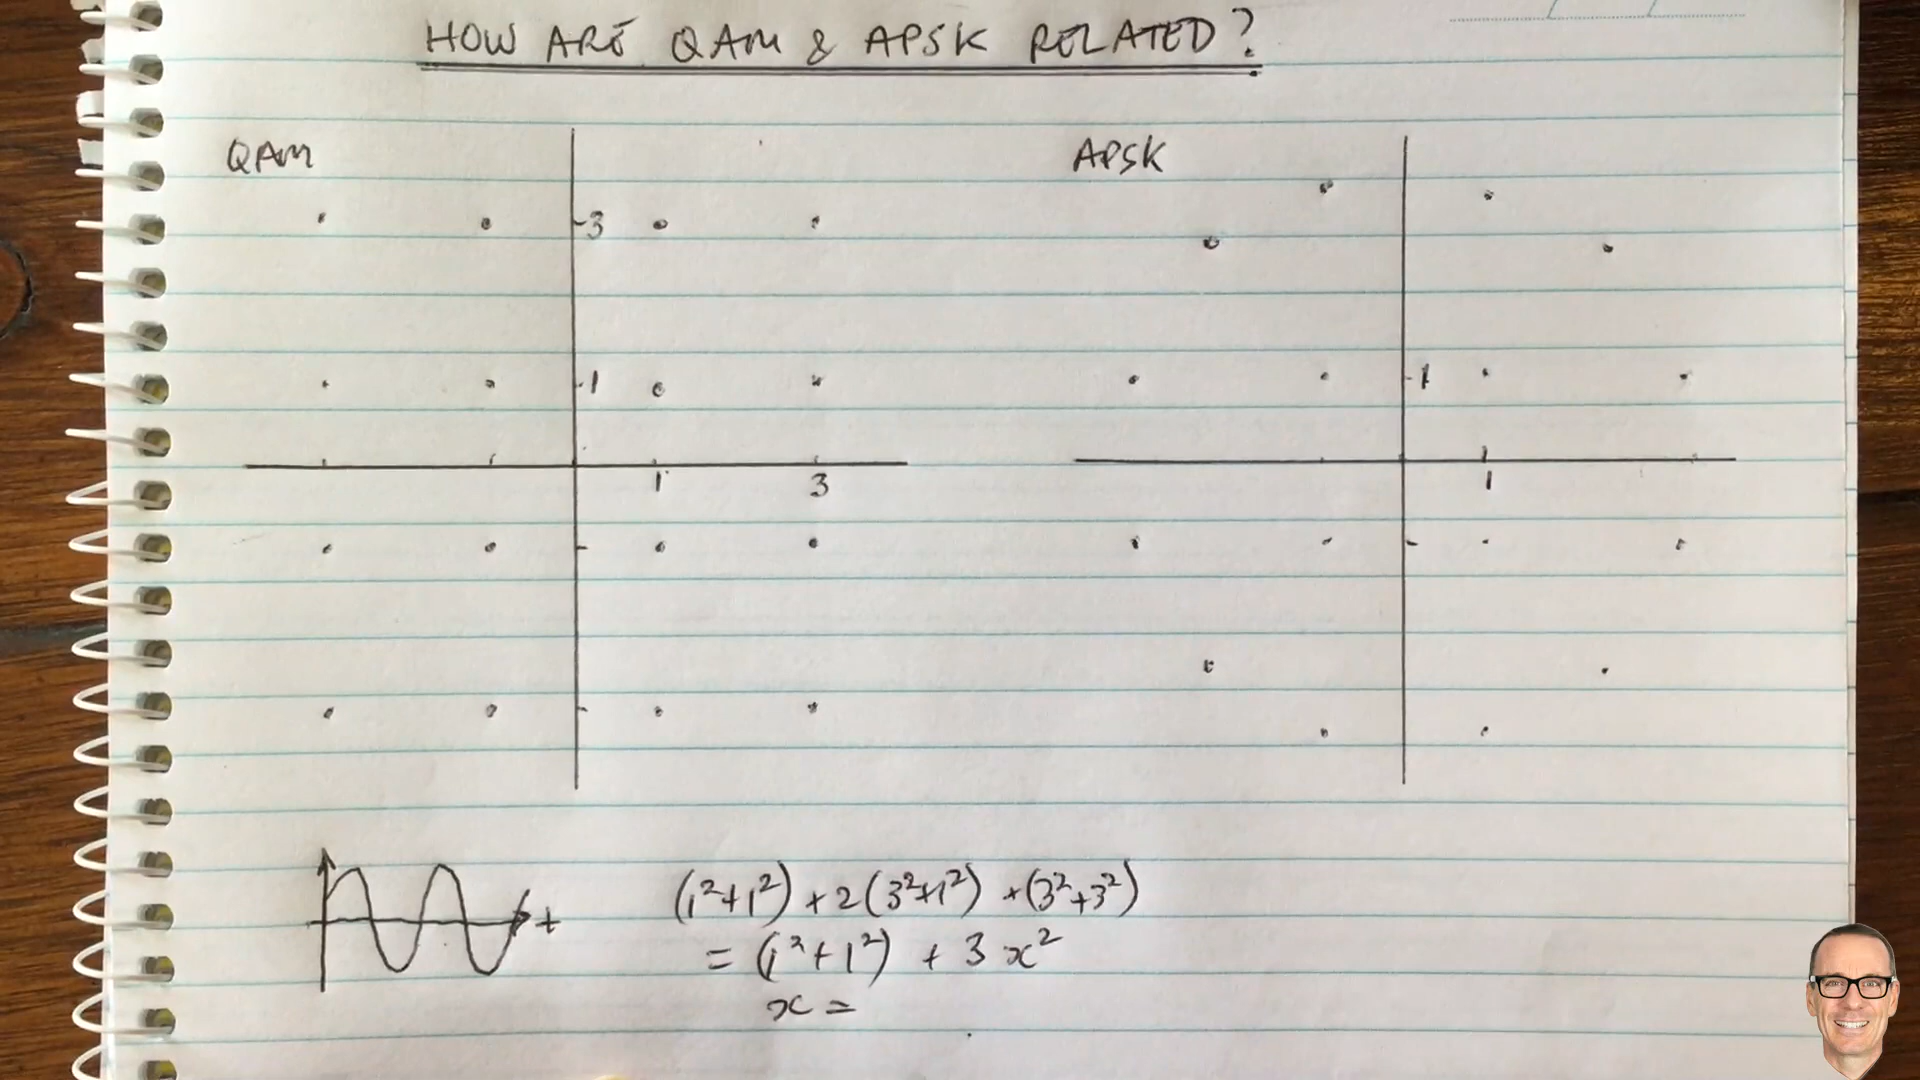 HOW ARE QAM & APSK RELATED?
QAM
3
1
1 3
APSK
1
1
t
(1²+1²) + 2(3²+1²) + (3²+3²)
= (1²+1²) + 3x²
x =